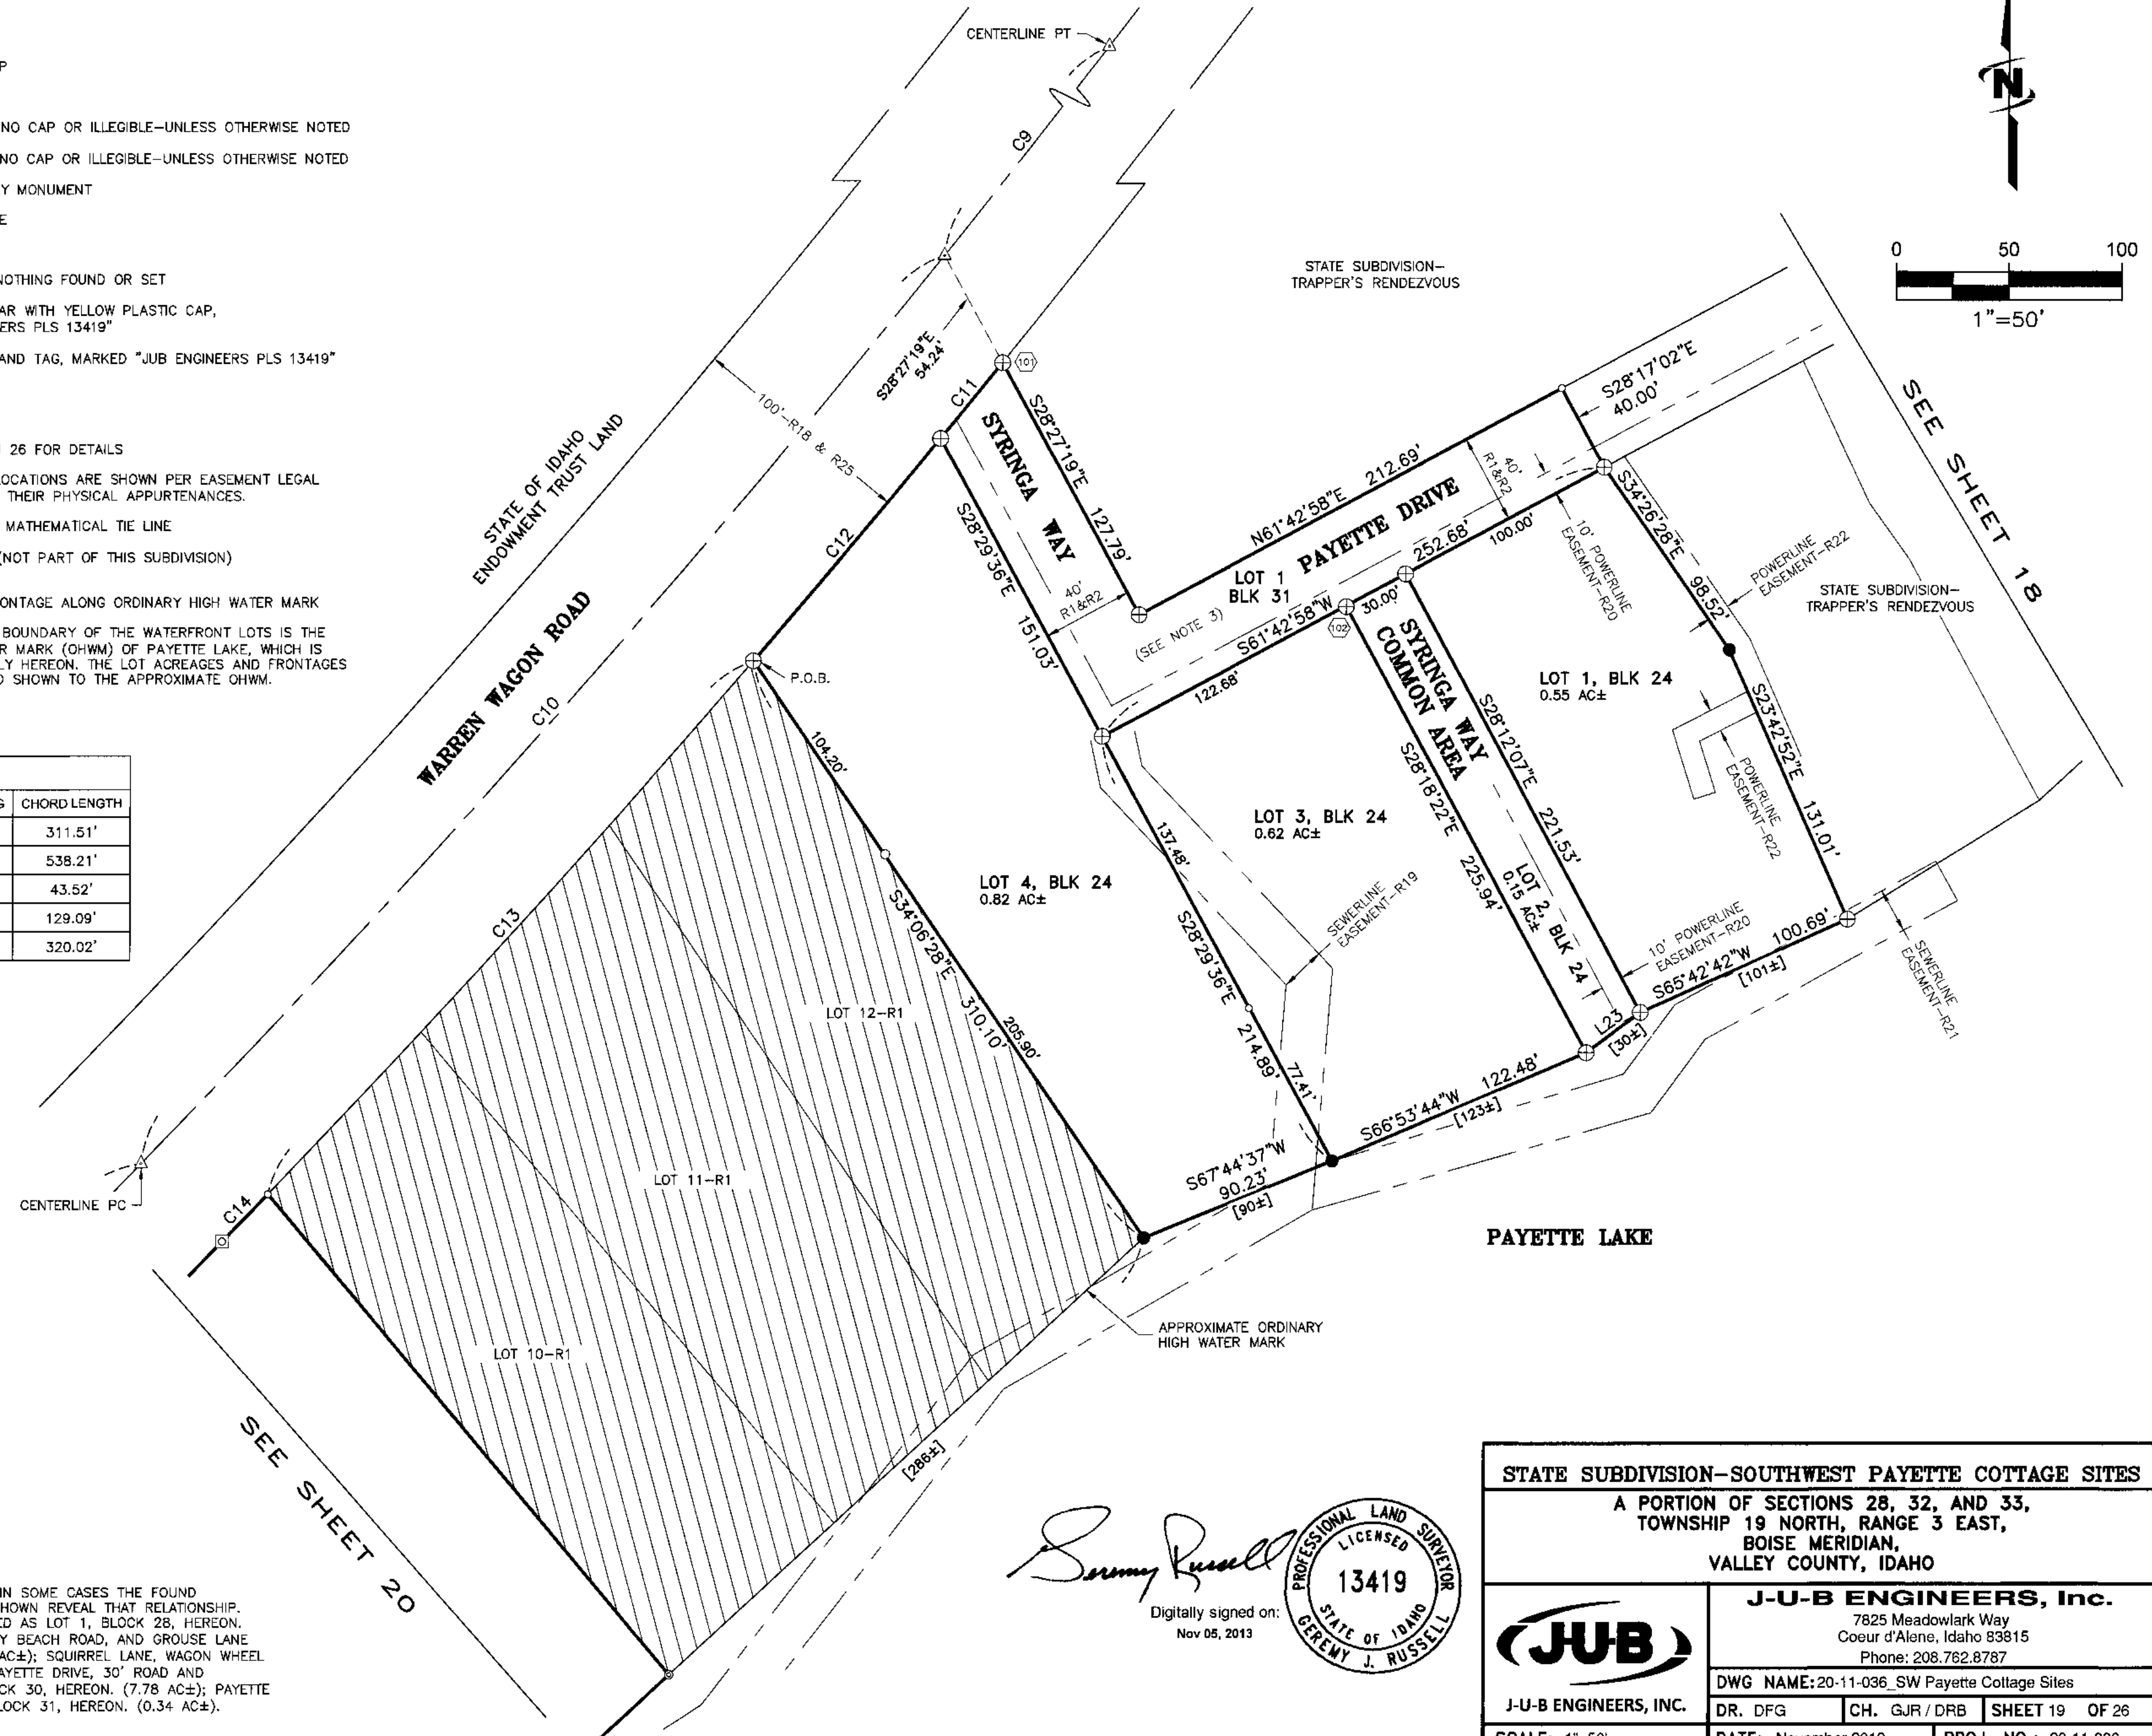 P
NO CAP OR ILLEGIBLE-UNLESS OTHERWISE NOTED
NO CAP OR ILLEGIBLE-UNLESS OTHERWISE NOTED
Y MONUMENT
E
NOTHING FOUND OR SET
AR WITH YELLOW PLASTIC CAP,
ERS PLS 13419"
AND TAG, MARKED "JUB ENGINEERS PLS 13419"
26 FOR DETAILS
LOCATIONS ARE SHOWN PER EASEMENT LEGAL
THEIR PHYSICAL APPURTENANCES.
MATHEMATICAL TIE LINE
(NOT PART OF THIS SUBDIVISION)
ONTAGE ALONG ORDINARY HIGH WATER MARK
BOUNDARY OF THE WATERFRONT LOTS IS THE
R MARK (OHWM) OF PAYETTE LAKE, WHICH IS
LY HEREON. THE LOT ACREAGES AND FRONTAGES
D SHOWN TO THE APPROXIMATE OHWM.
G CHORD LENGTH
311.51'
538.21'
43.52'
129.09'
320.02'
CENTERLINE PT
C9
N
0 50 100
1"=50'
STATE SUBDIVISION-
TRAPPER'S RENDEZVOUS
SEE SHEET 18
S28°27'19"E
54.24'
101
C11
SYRINGA WAY
S28°27'19"E 127.79'
100'-R18 & R25
STATE OF IDAHO
ENDOWMENT TRUST LAND
WARREN WAGON ROAD
C12
C10
S28°29'36"E 151.03'
40'
R1&R2
N61°42'58"E 212.69'
PAYETTE DRIVE
40'
R1&R2
S28°17'02"E
40.00'
LOT 1
BLK 31
(SEE NOTE 3)
S61°42'58"W 252.68'
122.68'
30.00'
100.00'
102
10' POWERLINE
EASEMENT-R20
S34°26'28"E 98.52'
POWERLINE
EASEMENT-R22
STATE SUBDIVISION-
TRAPPER'S RENDEZVOUS
P.O.B.
SYRINGA WAY
COMMON AREA
S28°12'07"E 221.53'
S28°18'22"E 225.94'
LOT 1, BLK 24
0.55 AC±
S23°42'52"E 131.01'
POWERLINE
EASEMENT-R22
LOT 3, BLK 24
0.62 AC±
LOT 2, BLK 24
0.15 AC±
LOT 4, BLK 24
0.82 AC±
104.20'
137.48'
SEWERLINE
EASEMENT-R19
S28°29'36"E 214.89'
77.41'
C13
S34°06'28"E 310.10'
205.90'
10' POWERLINE
EASEMENT-R20
S65°42'42"W 100.69'
[101±]
SEWERLINE
EASEMENT-R21
L23
[30±]
S66°53'44"W 122.48'
[123±]
S67°44'37"W
90.23'
[90±]
LOT 12-R1
LOT 11-R1
LOT 10-R1
CENTERLINE PC
C14
PAYETTE LAKE
APPROXIMATE ORDINARY
HIGH WATER MARK
[286±]
SEE SHEET 20
IN SOME CASES THE FOUND
HOWN REVEAL THAT RELATIONSHIP.
ED AS LOT 1, BLOCK 28, HEREON.
Y BEACH ROAD, AND GROUSE LANE
AC±); SQUIRREL LANE, WAGON WHEEL
AYETTE DRIVE, 30' ROAD AND
CK 30, HEREON. (7.78 AC±); PAYETTE
LOCK 31, HEREON. (0.34 AC±).
Geremy Russell
Digitally signed on:
Nov 05, 2013
PROFESSIONAL LAND SURVEYOR
LICENSED
13419
STATE OF IDAHO
GEREMY J. RUSSELL
STATE SUBDIVISION-SOUTHWEST PAYETTE COTTAGE SITES
A PORTION OF SECTIONS 28, 32, AND 33,
TOWNSHIP 19 NORTH, RANGE 3 EAST,
BOISE MERIDIAN,
VALLEY COUNTY, IDAHO
JUB
J-U-B ENGINEERS, INC.
J-U-B ENGINEERS, Inc.
7825 Meadowlark Way
Coeur d'Alene, Idaho 83815
Phone: 208.762.8787
DWG NAME: 20-11-036_SW Payette Cottage Sites
DR. DFG CH. GJR / DRB SHEET 19 OF 26